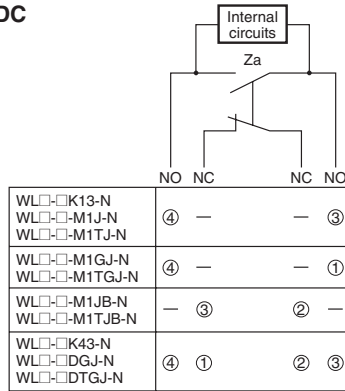 DC
Internal
circuits
Za
NO NC NC NO
WL□-□K13-N
WL□-□-M1J-N
WL□-□-M1TJ-N
④ — — ③
WL□-□-M1GJ-N
WL□-□-M1TGJ-N
④ — — ①
WL□-□-M1JB-N
WL□-□-M1TJB-N
— ③ ② —
WL□-□K43-N
WL□-□DGJ-N
WL□-□DTGJ-N
④ ① ② ③